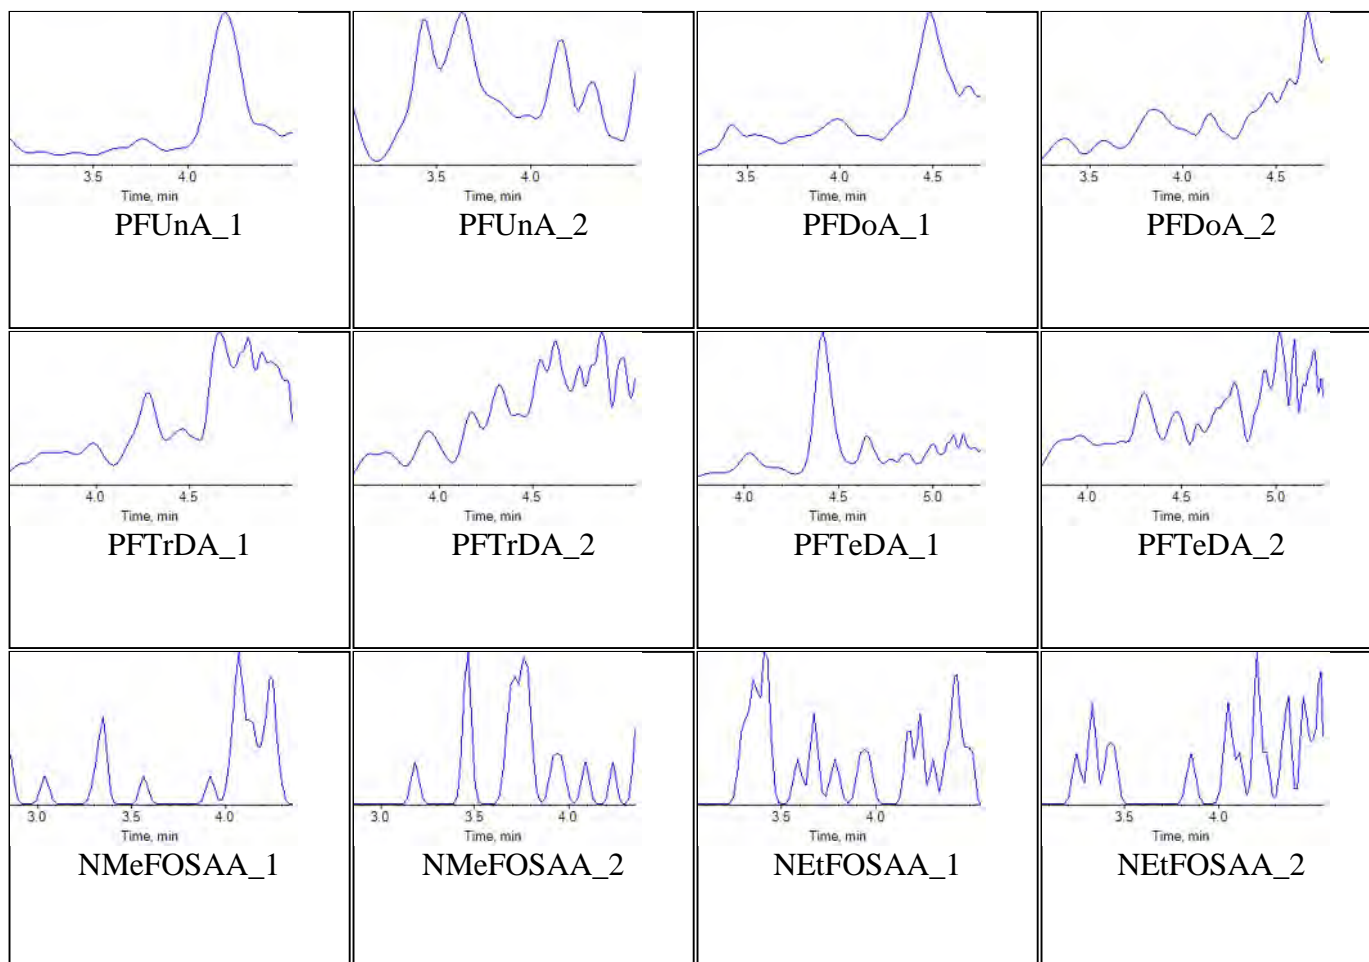 3.5 4.0
Time, min
PFUnA_1
3.5 4.0
Time, min
PFUnA_2
3.5 4.0 4.5
Time, min
PFDoA_1
3.5 4.0 4.5
Time, min
PFDoA_2
4.0 4.5
Time, min
PFTrDA_1
4.0 4.5
Time, min
PFTrDA_2
4.0 4.5 5.0
Time, min
PFTeDA_1
4.0 4.5 5.0
Time, min
PFTeDA_2
3.0 3.5 4.0
Time, min
NMeFOSAA_1
3.0 3.5 4.0
Time, min
NMeFOSAA_2
3.5 4.0
Time, min
NEtFOSAA_1
3.5 4.0
Time, min
NEtFOSAA_2